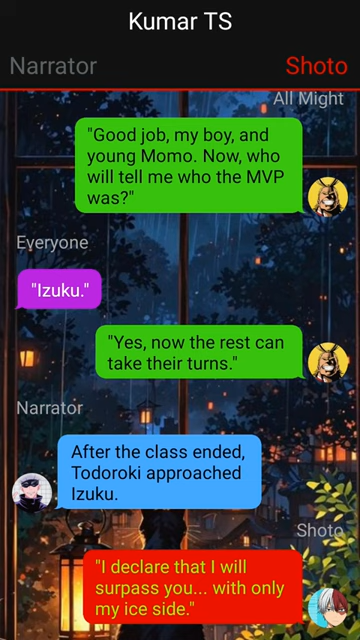 Kumar TS
Narrator
Shoto
All Might
"Good job, my boy, and
young Momo. Now, who
will tell me who the MVP
was?"
Everyone
"Izuku."
"Yes, now the rest can
take their turns."
Narrator
After the class ended,
Todoroki approached
Izuku.
Shoto
"I declare that I will
surpass you... with only
my ice side."